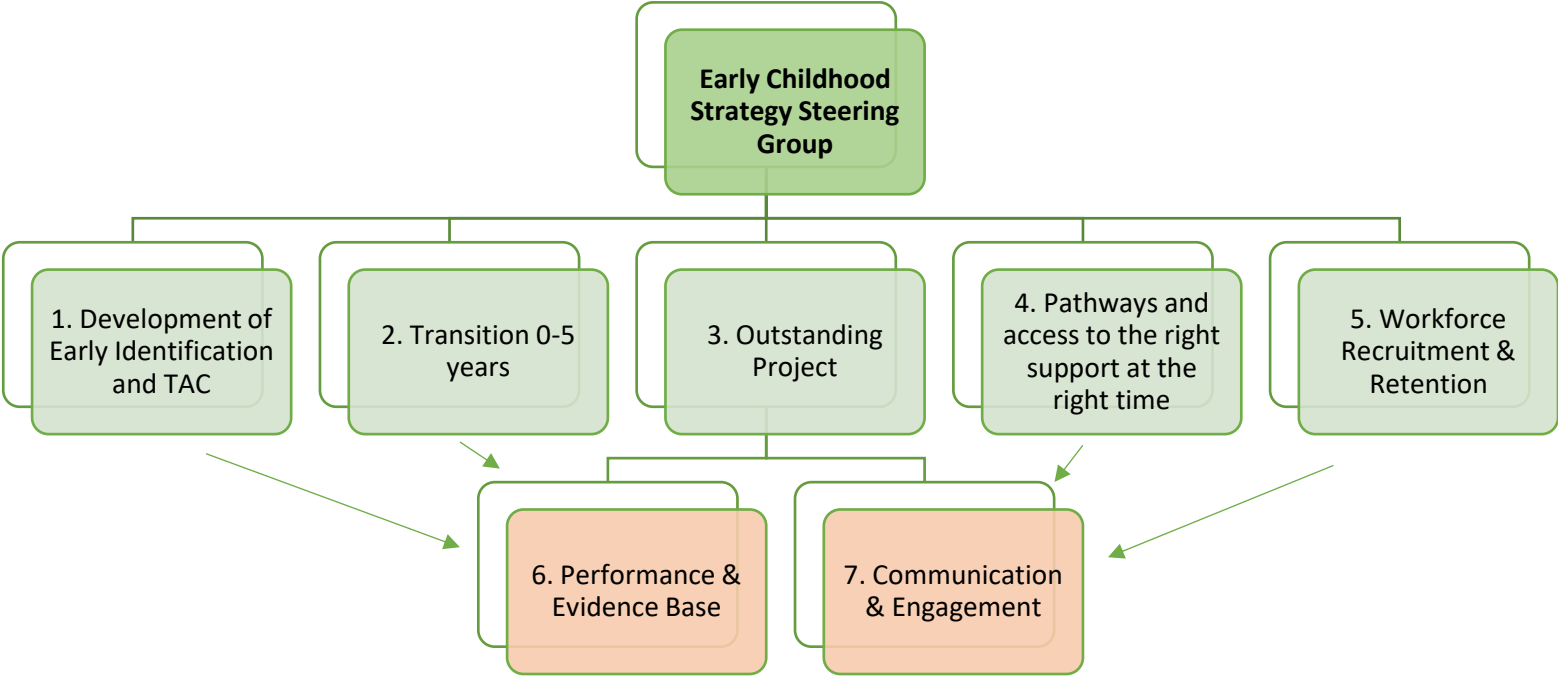 Early Childhood
Strategy Steering
Group
1. Development of
Early Identification
and TAC
2. Transition 0-5
years
3. Outstanding
Project
4. Pathways and
access to the right
support at the
right time
5. Workforce
Recruitment &
Retention
6. Performance &
Evidence Base
7. Communication
& Engagement